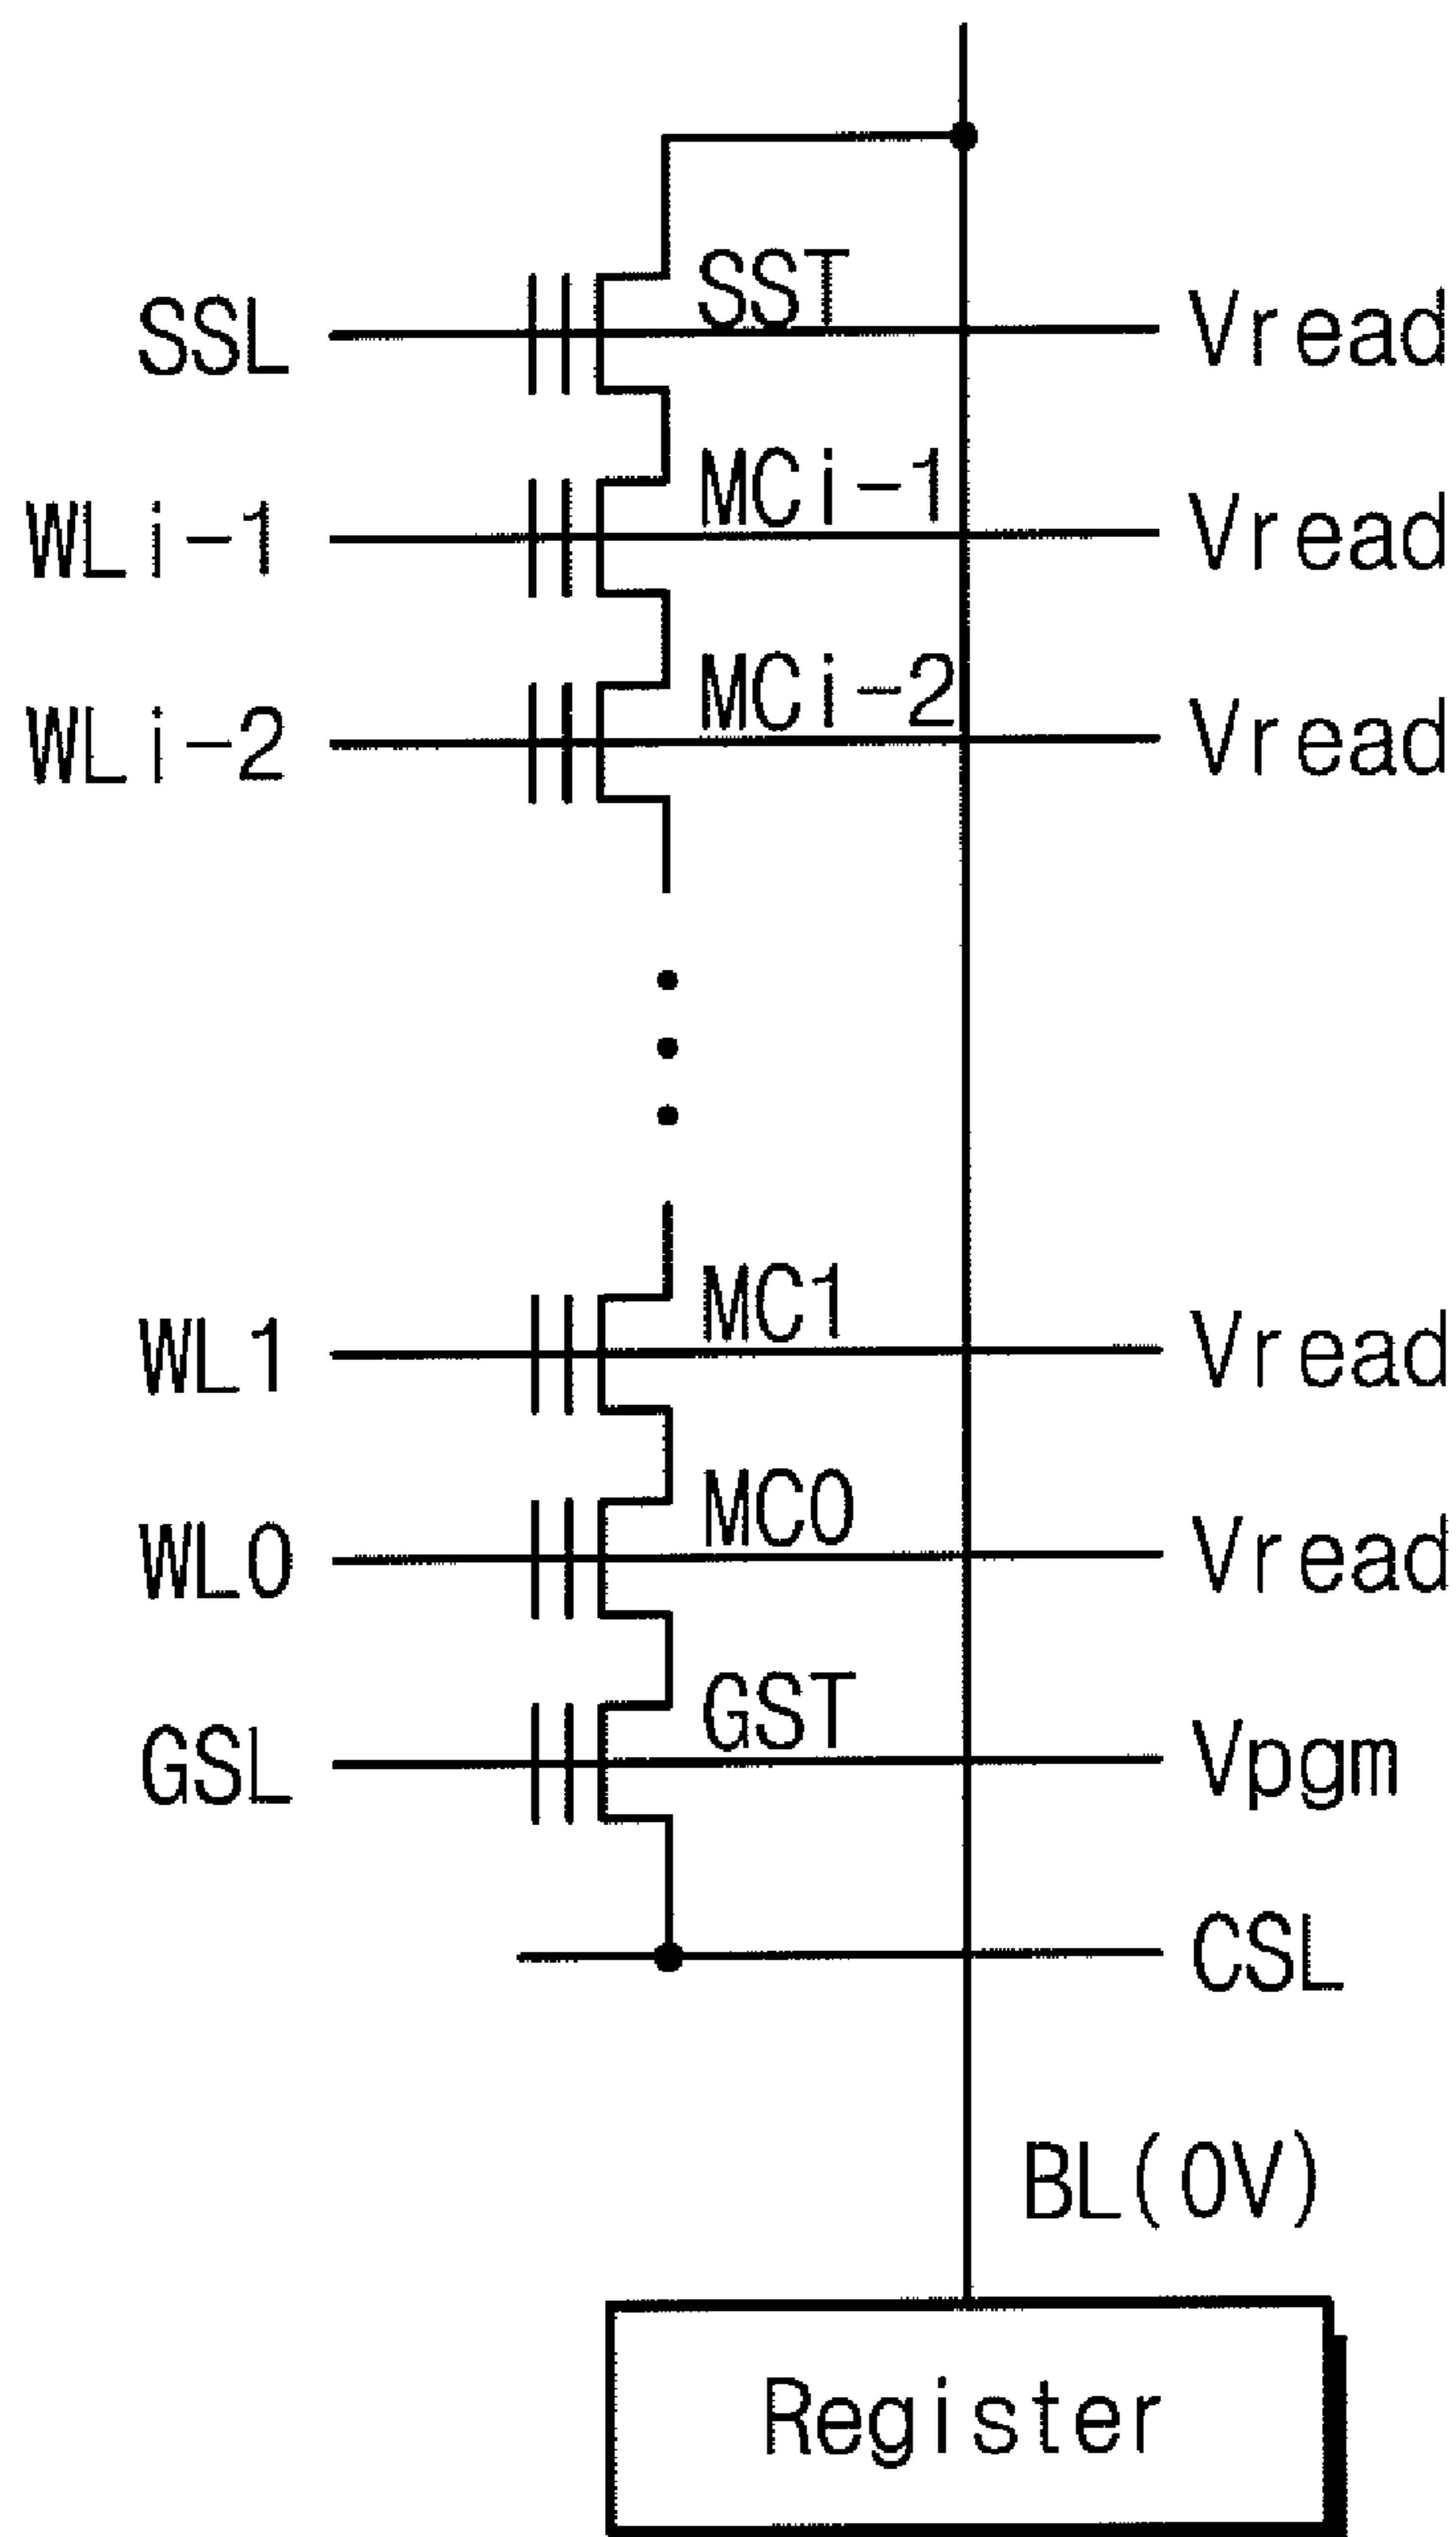 SST
SSL Vread
MCi-1
WLi-1 Vread
MCi-2
WLi-2 Vread
MC1
WL1 Vread
MC0
WL0 Vread
GST
GSL Vpgm
CSL
BL(0V)
Register